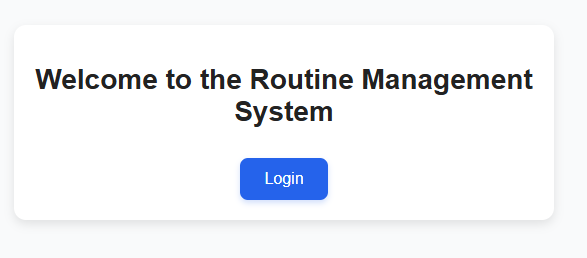 Welcome to the Routine Management
System
Login